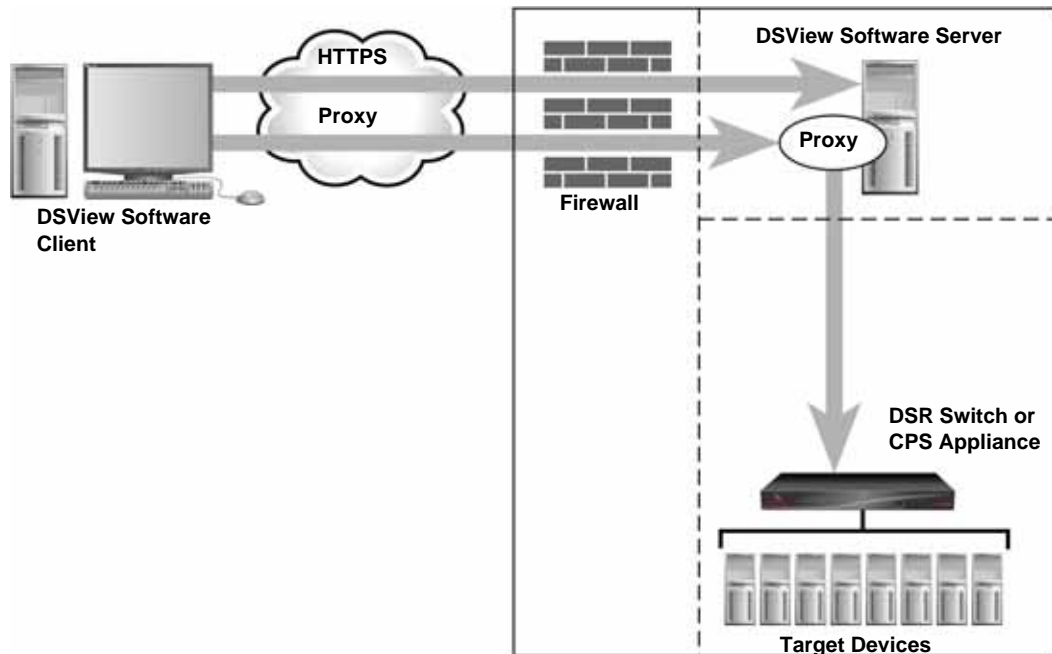 HTTPS
DSView Software Server
Proxy
Proxy
Firewall
DSView Software
Client
DSR Switch or
CPS Appliance
Target Devices